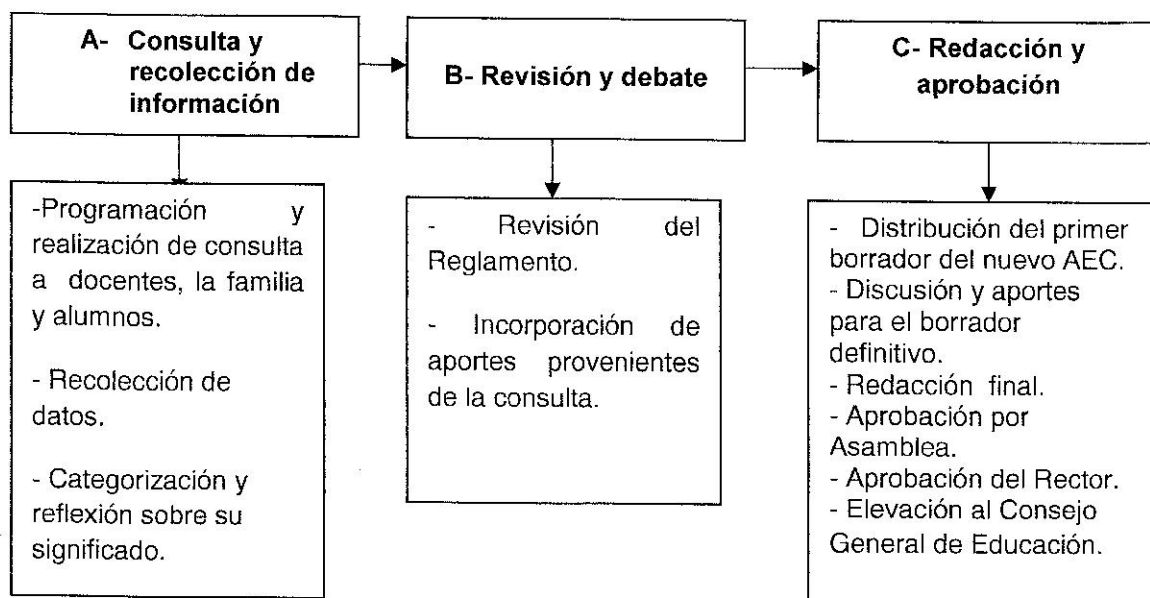 A- Consulta y
recolección de
información
B- Revisión y debate
C- Redacción y
aprobación
-Programación y
realización de consulta
a docentes, la familia
y alumnos.
- Recolección de
datos.
- Categorización y
reflexión sobre su
significado.
- Revisión del
Reglamento.
- Incorporación de
aportes provenientes
de la consulta.
- Distribución del primer
borrador del nuevo AEC.
- Discusión y aportes
para el borrador
definitivo.
- Redacción final.
- Aprobación por
Asamblea.
- Aprobación del Rector.
- Elevación al Consejo
General de Educación.